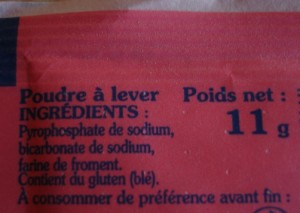 Poudre à lever Poids net :
INGRÉDIENTS : 11 g
Pyrophosphate de sodium,
bicarbonate de sodium,
farine de froment.
Contient du gluten (blé).
À consommer de préférence avant fin :